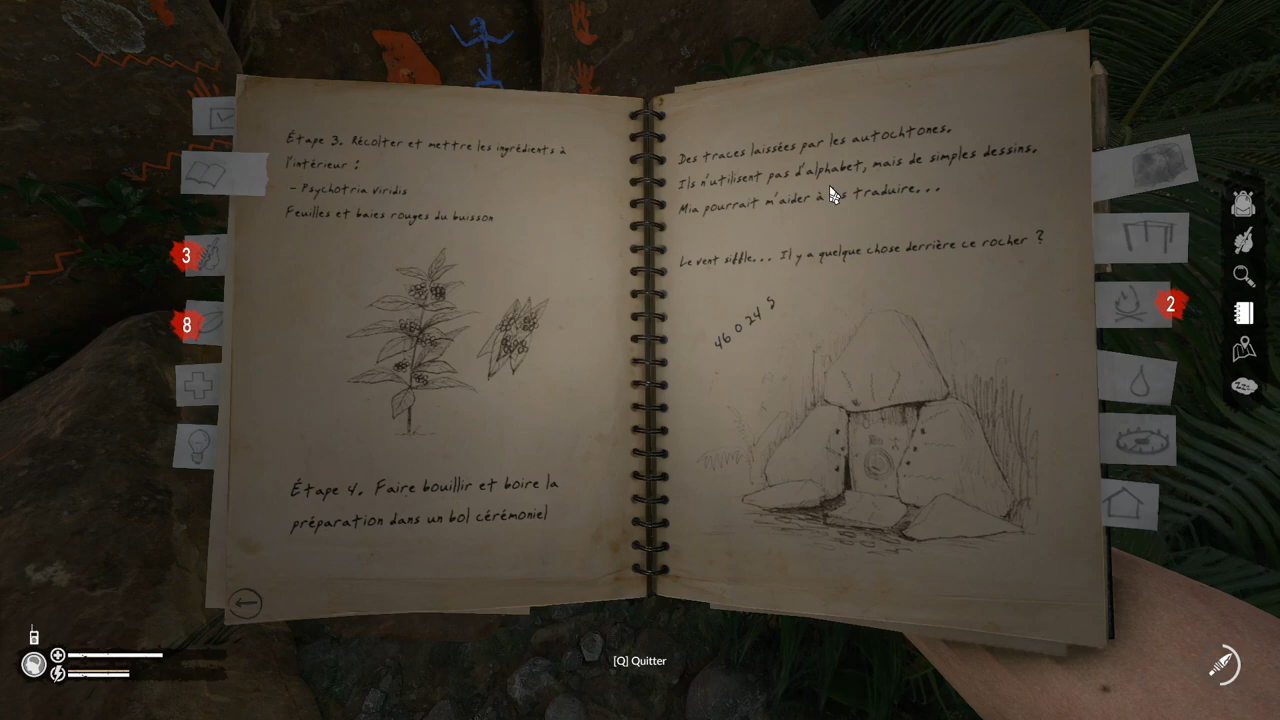 Étape 3. Récolter et mettre les ingrédients à
l'intérieur :
- Psychotria viridis
Feuilles et baies rouges du buisson
Étape 4. Faire bouillir et boire la
préparation dans un bol cérémoniel
Des traces laissées par les autochtones.
Ils n'utilisent pas d'alphabet, mais de simples dessins.
Mia pourrait m'aider à traduire...
Le vent siffle... Il y a quelque chose derrière ce rocher ?
46 0 24 S
3
8
2
[Q] Quitter